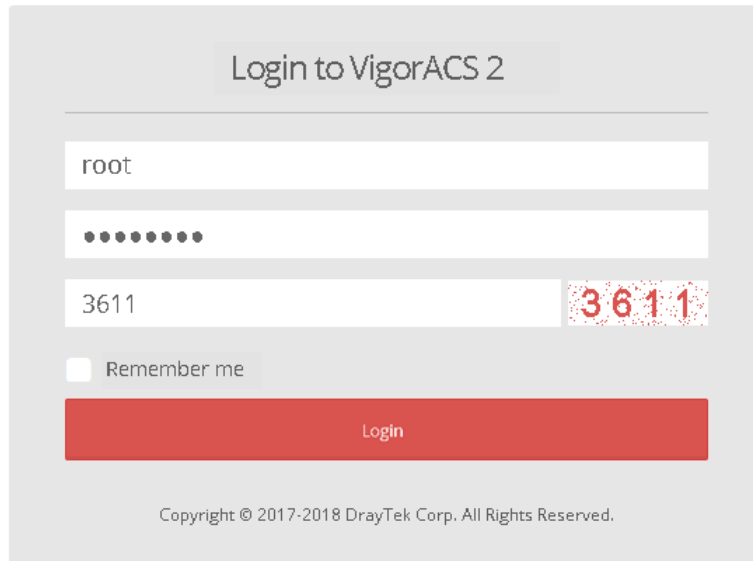 Login to VigorACS 2
root
●●●●●●●●
3611 3611
Remember me
Login
Copyright © 2017-2018 DrayTek Corp. All Rights Reserved.